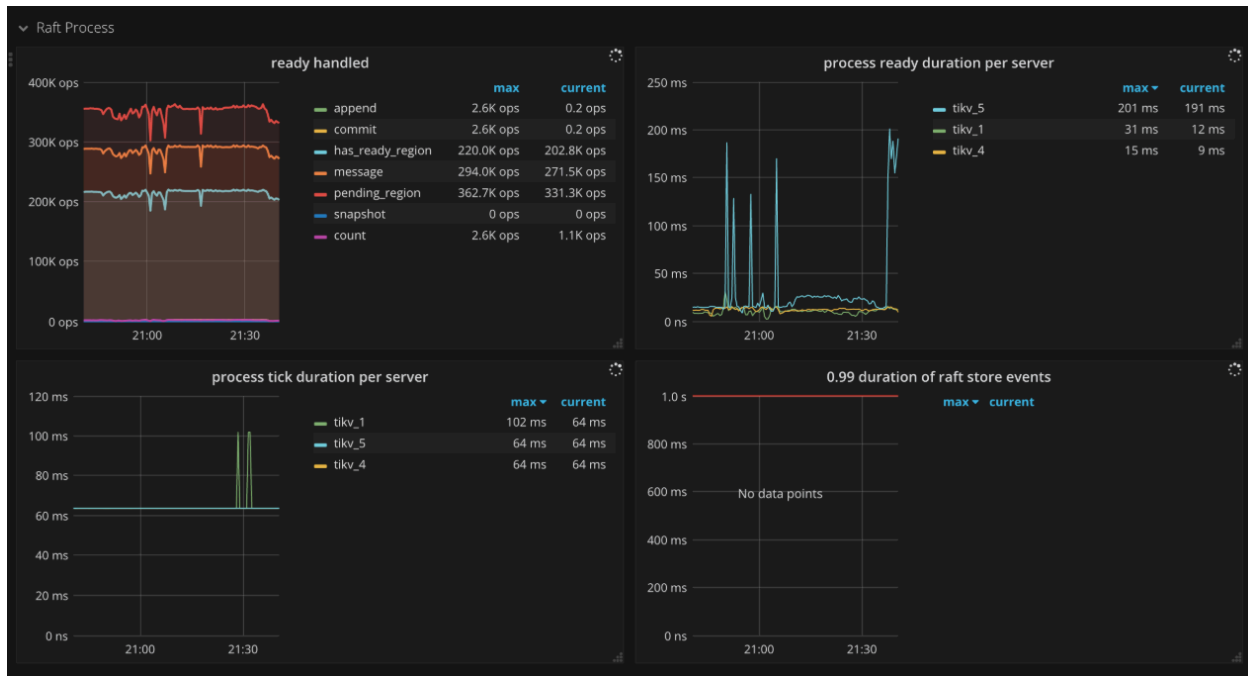 Raft Process
ready handled
400K ops
300K ops
200K ops
100K ops
0 ops
21:00 21:30
max current
append 2.6K ops 0.2 ops
commit 2.6K ops 0.2 ops
has_ready_region 220.0K ops 202.8K ops
message 294.0K ops 271.5K ops
pending_region 362.7K ops 331.3K ops
snapshot 0 ops 0 ops
count 2.6K ops 1.1K ops
process ready duration per server
250 ms
200 ms
150 ms
100 ms
50 ms
0 ns
21:00 21:30
max current
tikv_5 201 ms 191 ms
tikv_1 31 ms 12 ms
tikv_4 15 ms 9 ms
process tick duration per server
120 ms
100 ms
80 ms
60 ms
40 ms
20 ms
0 ns
21:00 21:30
max current
tikv_1 102 ms 64 ms
tikv_5 64 ms 64 ms
tikv_4 64 ms 64 ms
0.99 duration of raft store events
1.0 s
800 ms
600 ms
400 ms
200 ms
0 ns
No data points
21:00 21:30
max current